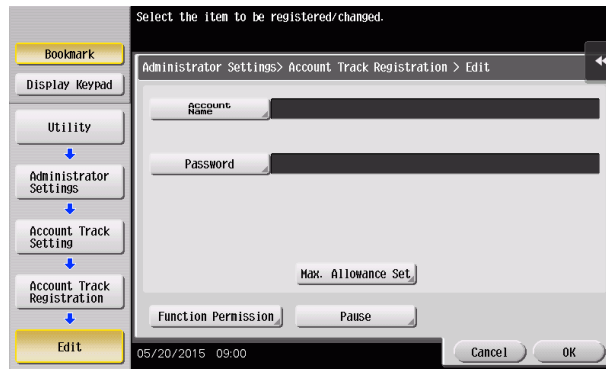 Select the item to be registered/changed.
Bookmark
Display Keypad
Utility
Administrator
Settings
Account Track
Setting
Account Track
Registration
Edit
Administrator Settings> Account Track Registration > Edit
Account
Name
Password
Max. Allowance Set
Function Permission
Pause
05/20/2015 09:00
Cancel
OK